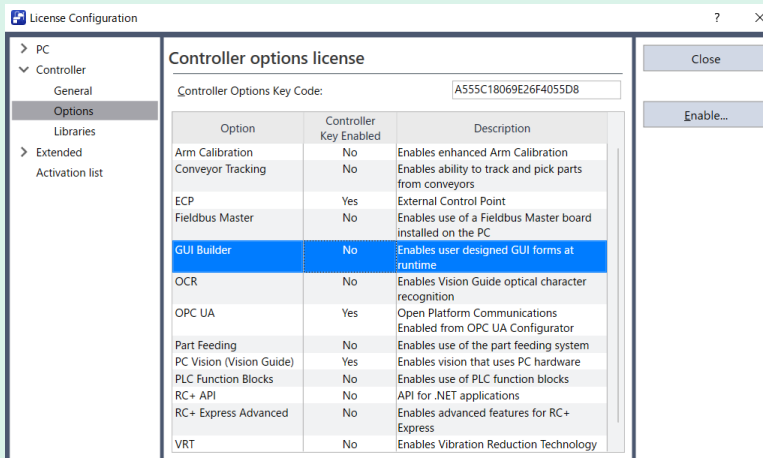 License Configuration
?
PC
Controller
General
Options
Libraries
Extended
Activation list
Controller options license
Controller Options Key Code:
A555C18069E26F4055D8
Option Controller Key Enabled Description
Arm Calibration No Enables enhanced Arm Calibration
Conveyor Tracking No Enables ability to track and pick parts
from conveyors
ECP Yes External Control Point
Fieldbus Master No Enables use of a Fieldbus Master board
installed on the PC
GUI Builder No Enables user designed GUI forms at
runtime
OCR No Enables Vision Guide optical character
recognition
OPC UA Yes Open Platform Communications
Enabled from OPC UA Configurator
Part Feeding No Enables use of the part feeding system
PC Vision (Vision Guide) Yes Enables vision that uses PC hardware
PLC Function Blocks No Enables use of PLC function blocks
RC+ API No API for .NET applications
RC+ Express Advanced No Enables advanced features for RC+
Express
VRT No Enables Vibration Reduction Technology
Close
Enable...